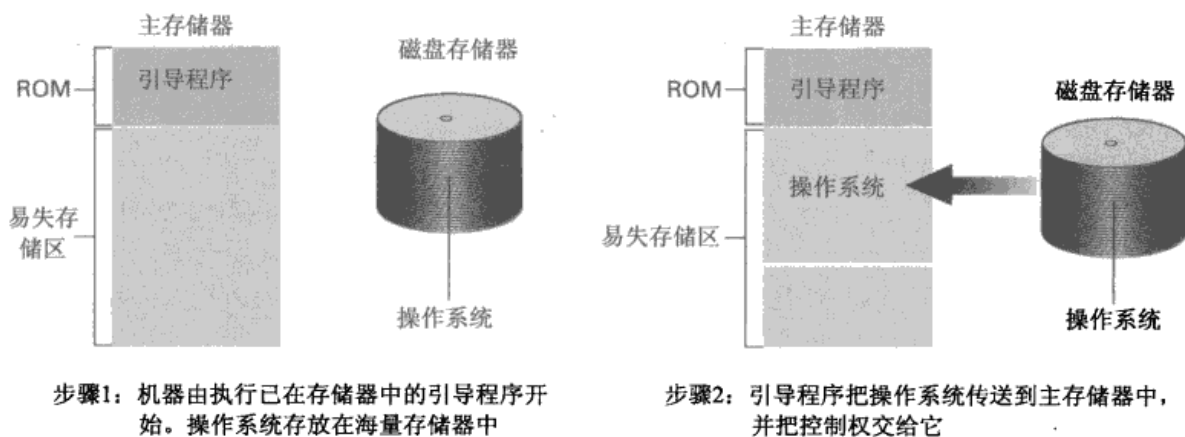 主存储器
磁盘存储器
ROM
引导程序
易失存
储区
操作系统
步骤1：机器由执行已在存储器中的引导程序开
始。操作系统存放在海量存储器中
主存储器
ROM
引导程序
磁盘存储器
操作系统
易失存储区
操作系统
步骤2：引导程序把操作系统传送到主存储器中，
并把控制权交给它